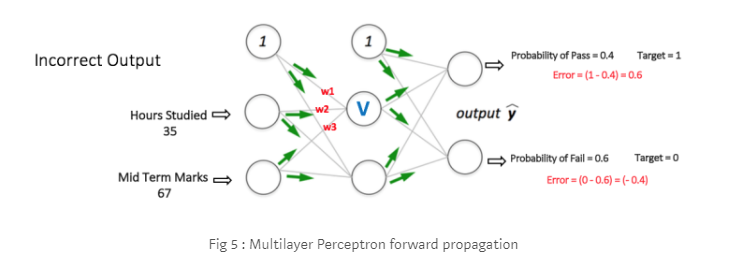 1
1
Incorrect Output
Probability of Pass = 0.4 Target = 1
Error = (1 - 0.4) = 0.6
w1
Hours Studied
35
w2
V
output ŷ
w3
Probability of Fail = 0.6 Target = 0
Mid Term Marks
67
Error = (0 - 0.6) = (- 0.4)
Fig 5 : Multilayer Perceptron forward propagation